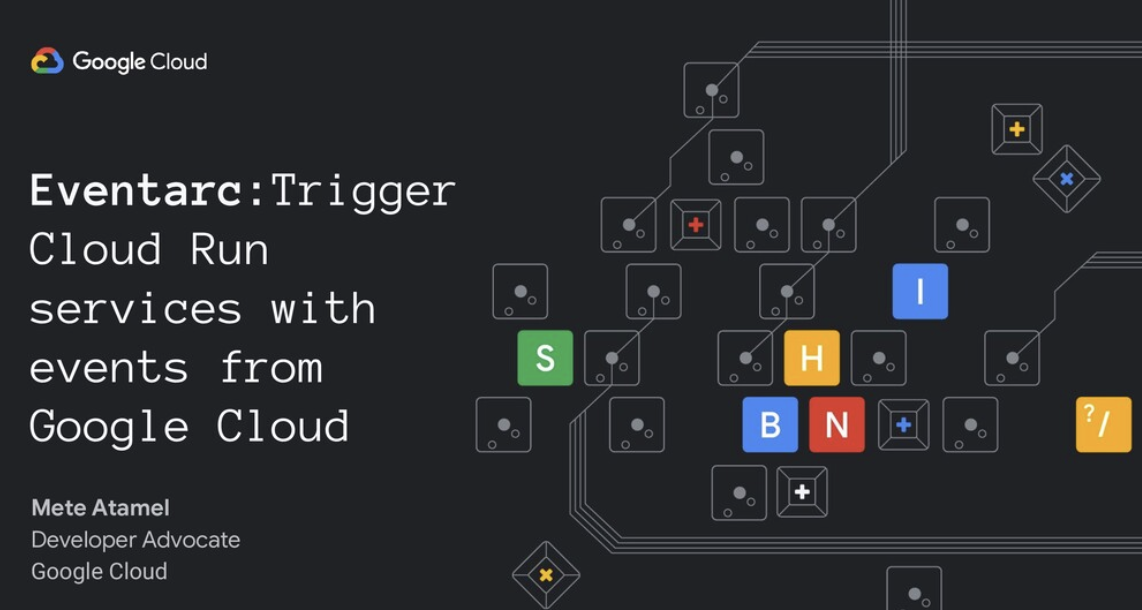 Google Cloud
Eventarc:Trigger
Cloud Run
services with
events from
Google Cloud
Mete Atamel
Developer Advocate
Google Cloud
I
S
H
B
N
?/